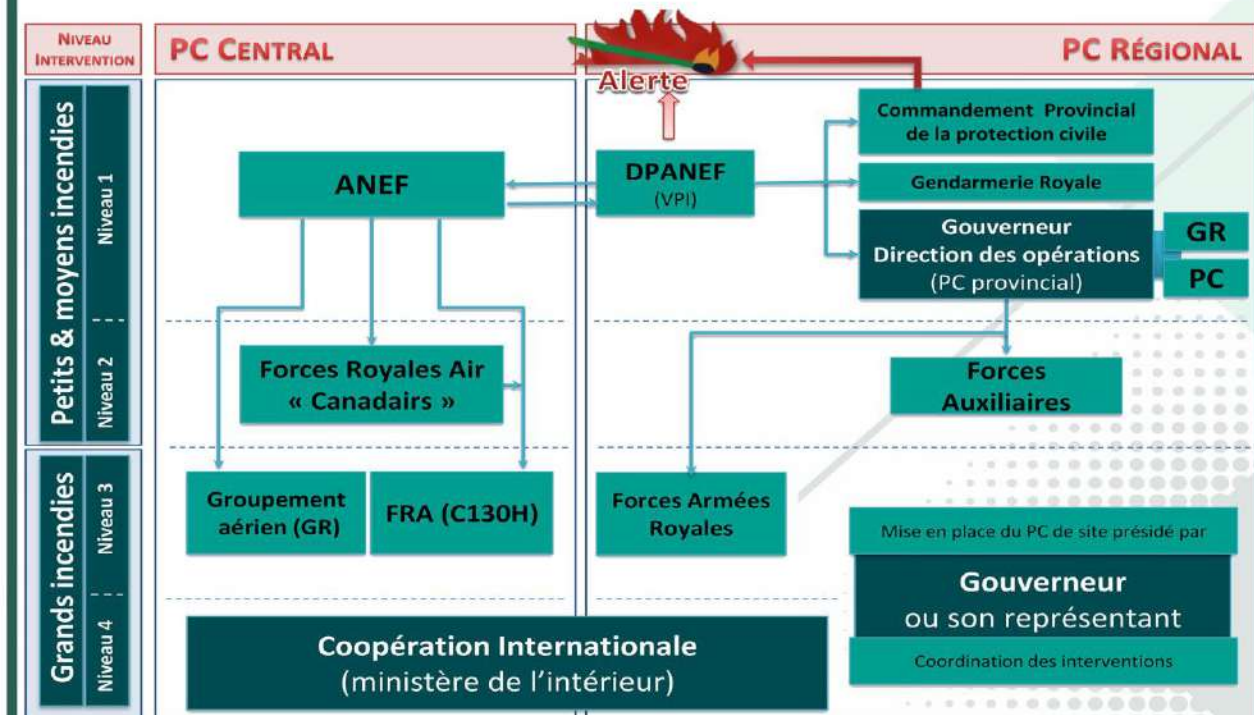 NIVEAU
INTERVENTION
PC CENTRAL
PC RÉGIONAL
Alerte
Petits & moyens incendies
Niveau 1
Niveau 2
Grands incendies
Niveau 3
Niveau 4
ANEF
DPANEF
(VPI)
Commandement Provincial
de la protection civile
Gendarmerie Royale
Gouverneur
Direction des opérations
(PC provincial)
GR
PC
Forces Royales Air
« Canadairs »
Forces
Auxiliaires
Groupement
aérien (GR)
FRA (C130H)
Forces Armées
Royales
Mise en place du PC de site présidé par
Gouverneur
ou son représentant
Coordination des interventions
Coopération Internationale
(ministère de l’intérieur)